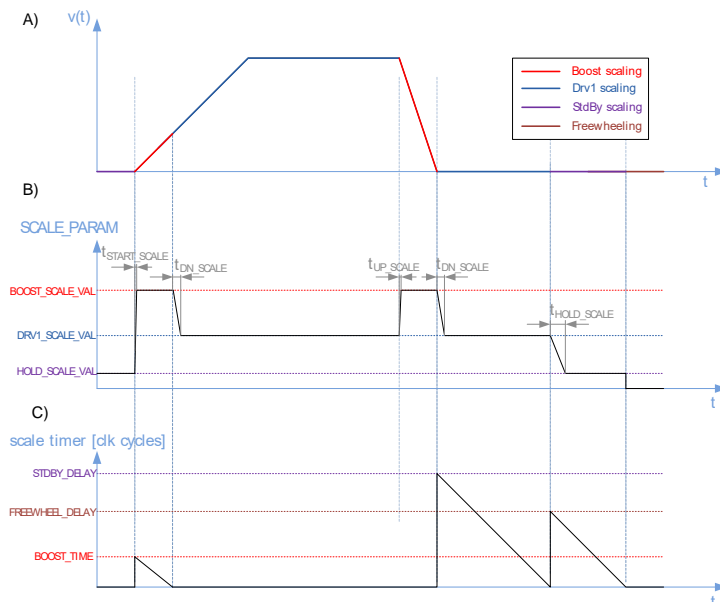 A)
v(t)
Boost scaling
Drv1 scaling
StdBy scaling
Freewheeling
t
B)
SCALE_PARAM
tSTART_SCALE
tDN_SCALE
tUP_SCALE
tDN_SCALE
BOOST_SCALE_VAL
tHOLD_SCALE
DRV1_SCALE_VAL
HOLD_SCALE_VAL
t
C)
scale timer [clk cycles]
STDBY_DELAY
FREEWHEEL_DELAY
BOOST_TIME
t